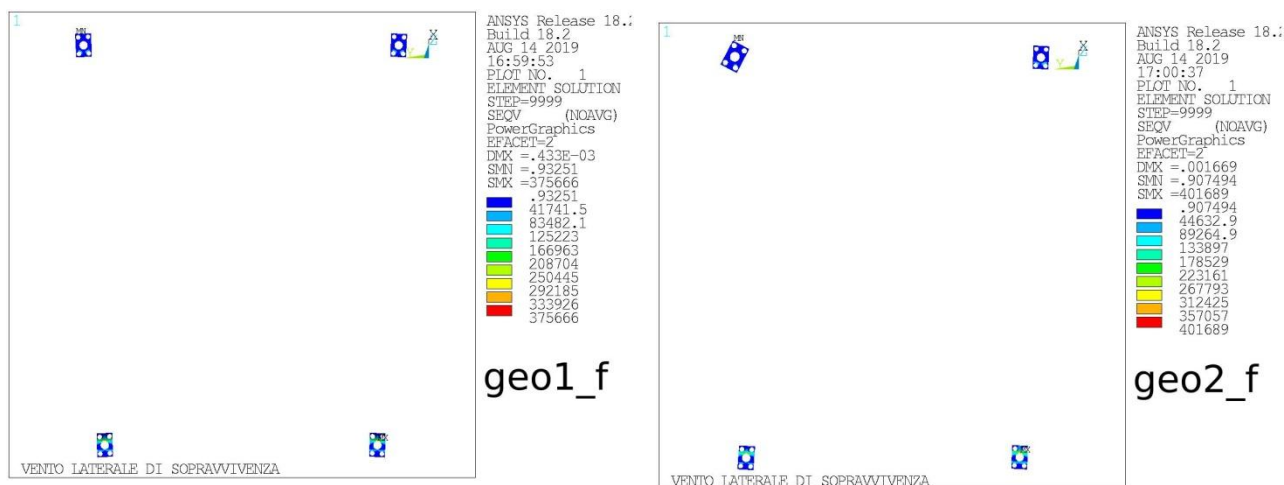 1
MN
X
Z
Y
MX
VENTO LATERALE DI SOPRAVVIVENZA
ANSYS Release 18.2
Build 18.2
AUG 14 2019
16:59:53
PLOT NO. 1
ELEMENT SOLUTION
STEP=9999
SEQV (NOAVG)
PowerGraphics
EFACET=2
DMX =.433E-03
SMN =.93251
SMX =375666
.93251
41741.5
83482.1
125223
166963
208704
250445
292185
333926
375666
geo1_f
1
MN
X
Z
Y
MX
VENTO LATERALE DI SOPRAVVIVENZA
ANSYS Release 18.2
Build 18.2
AUG 14 2019
17:00:37
PLOT NO. 1
ELEMENT SOLUTION
STEP=9999
SEQV (NOAVG)
PowerGraphics
EFACET=2
DMX =.001669
SMN =.907494
SMX =401689
.907494
44632.9
89264.9
133897
178529
223161
267793
312425
357057
401689
geo2_f